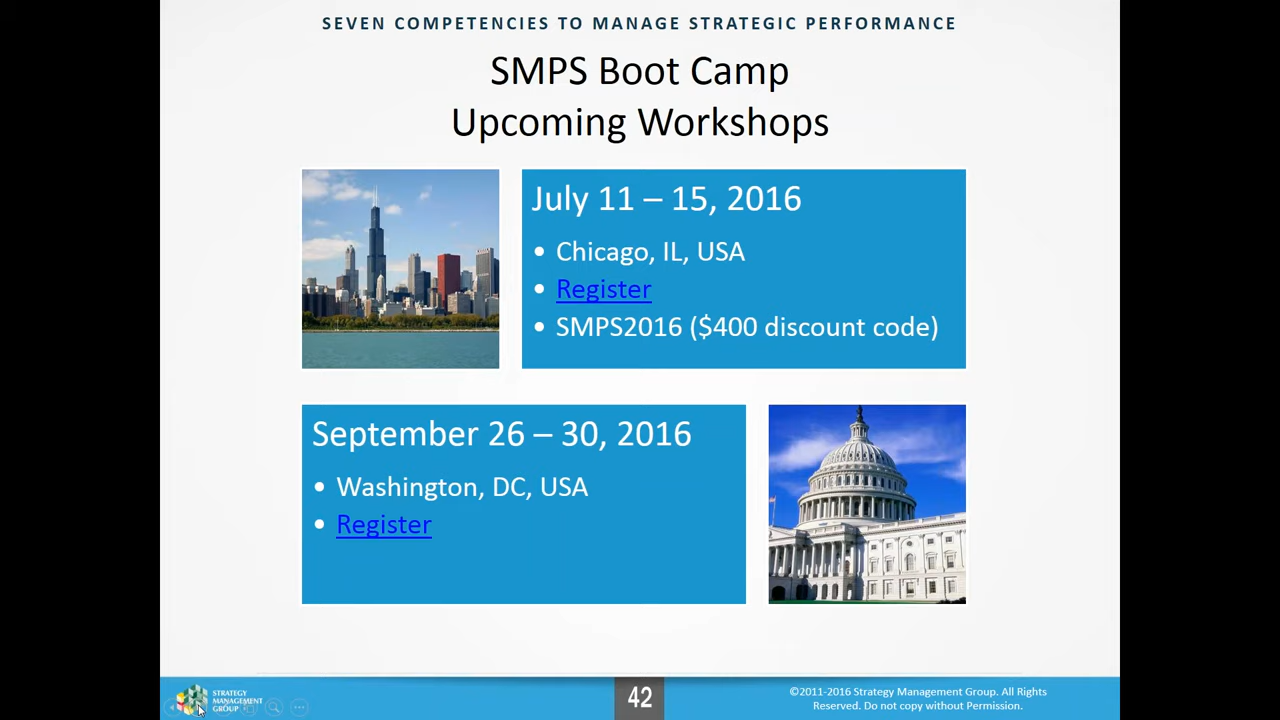 SEVEN COMPETENCIES TO MANAGE STRATEGIC PERFORMANCE
SMPS Boot Camp
Upcoming Workshops
July 11 – 15, 2016
• Chicago, IL, USA
• Register
• SMPS2016 ($400 discount code)
September 26 – 30, 2016
• Washington, DC, USA
• Register
STRATEGY
MANAGEMENT
GROUP
42
©2011-2016 Strategy Management Group. All Rights
Reserved. Do not copy without Permission.